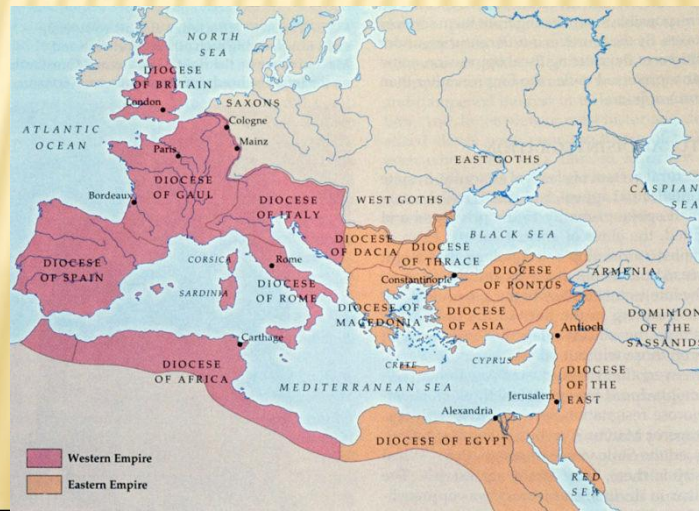 NORTH
SEA
DIOCESE
OF BRITAIN
London
SAXONS
Cologne
ATLANTIC
OCEAN
Mainz
Paris
EAST GOTHS
DIOCESE
OF GAUL
CASPIAN
SEA
Bordeaux
DIOCESE
OF ITALY
WEST GOTHS
BLACK SEA
DIOCESE
OF DACIA
DIOCESE
OF THRACE
CORSICA
Rome
DIOCESE
OF SPAIN
Constantinople
DIOCESE
OF PONTUS
ARMENIA
SARDINIA
DIOCESE
OF ROME
DIOCESE OF
MACEDONIA
DIOCESE
OF ASIA
DOMINION
OF THE
SASSANIDS
Antioch
Carthage
CRETE
CYPRUS
DIOCESE
OF AFRICA
DIOCESE
OF THE
EAST
MEDITERRANEAN SEA
Jerusalem
Alexandria
DIOCESE OF EGYPT
Western Empire
Eastern Empire
RED
SEA